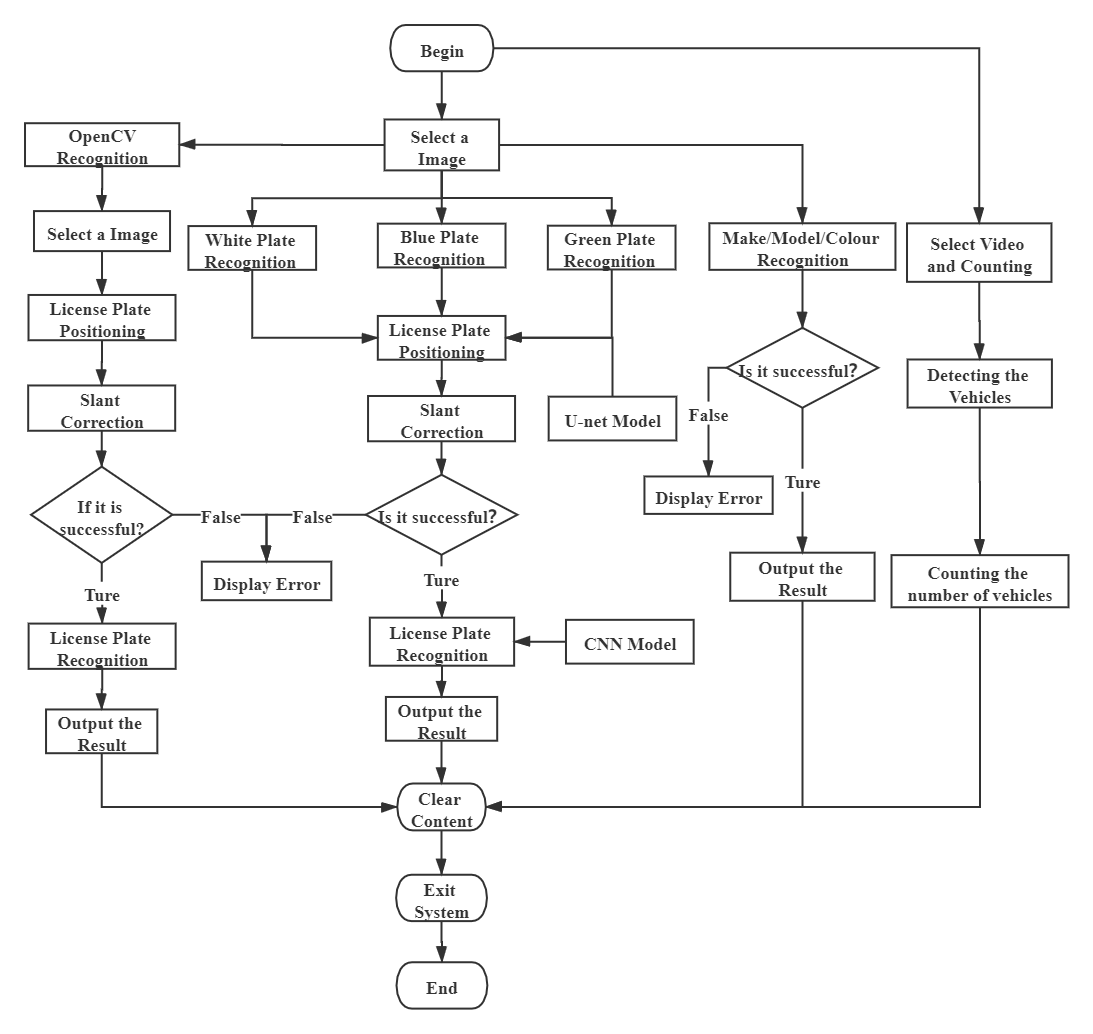 Begin
Select a
Image
OpenCV
Recognition
Select a Image
License Plate
Positioning
Slant
Correction
If it is
successful?
False
Ture
License Plate
Recognition
Output the
Result
White Plate
Recognition
Blue Plate
Recognition
Green Plate
Recognition
License Plate
Positioning
U-net Model
Slant
Correction
Is it successful?
False
Display Error
Ture
License Plate
Recognition
CNN Model
Output the
Result
Make/Model/Colour
Recognition
Is it successful?
False
Display Error
Ture
Output the
Result
Select Video
and Counting
Detecting the
Vehicles
Counting the
number of vehicles
Clear
Content
Exit
System
End